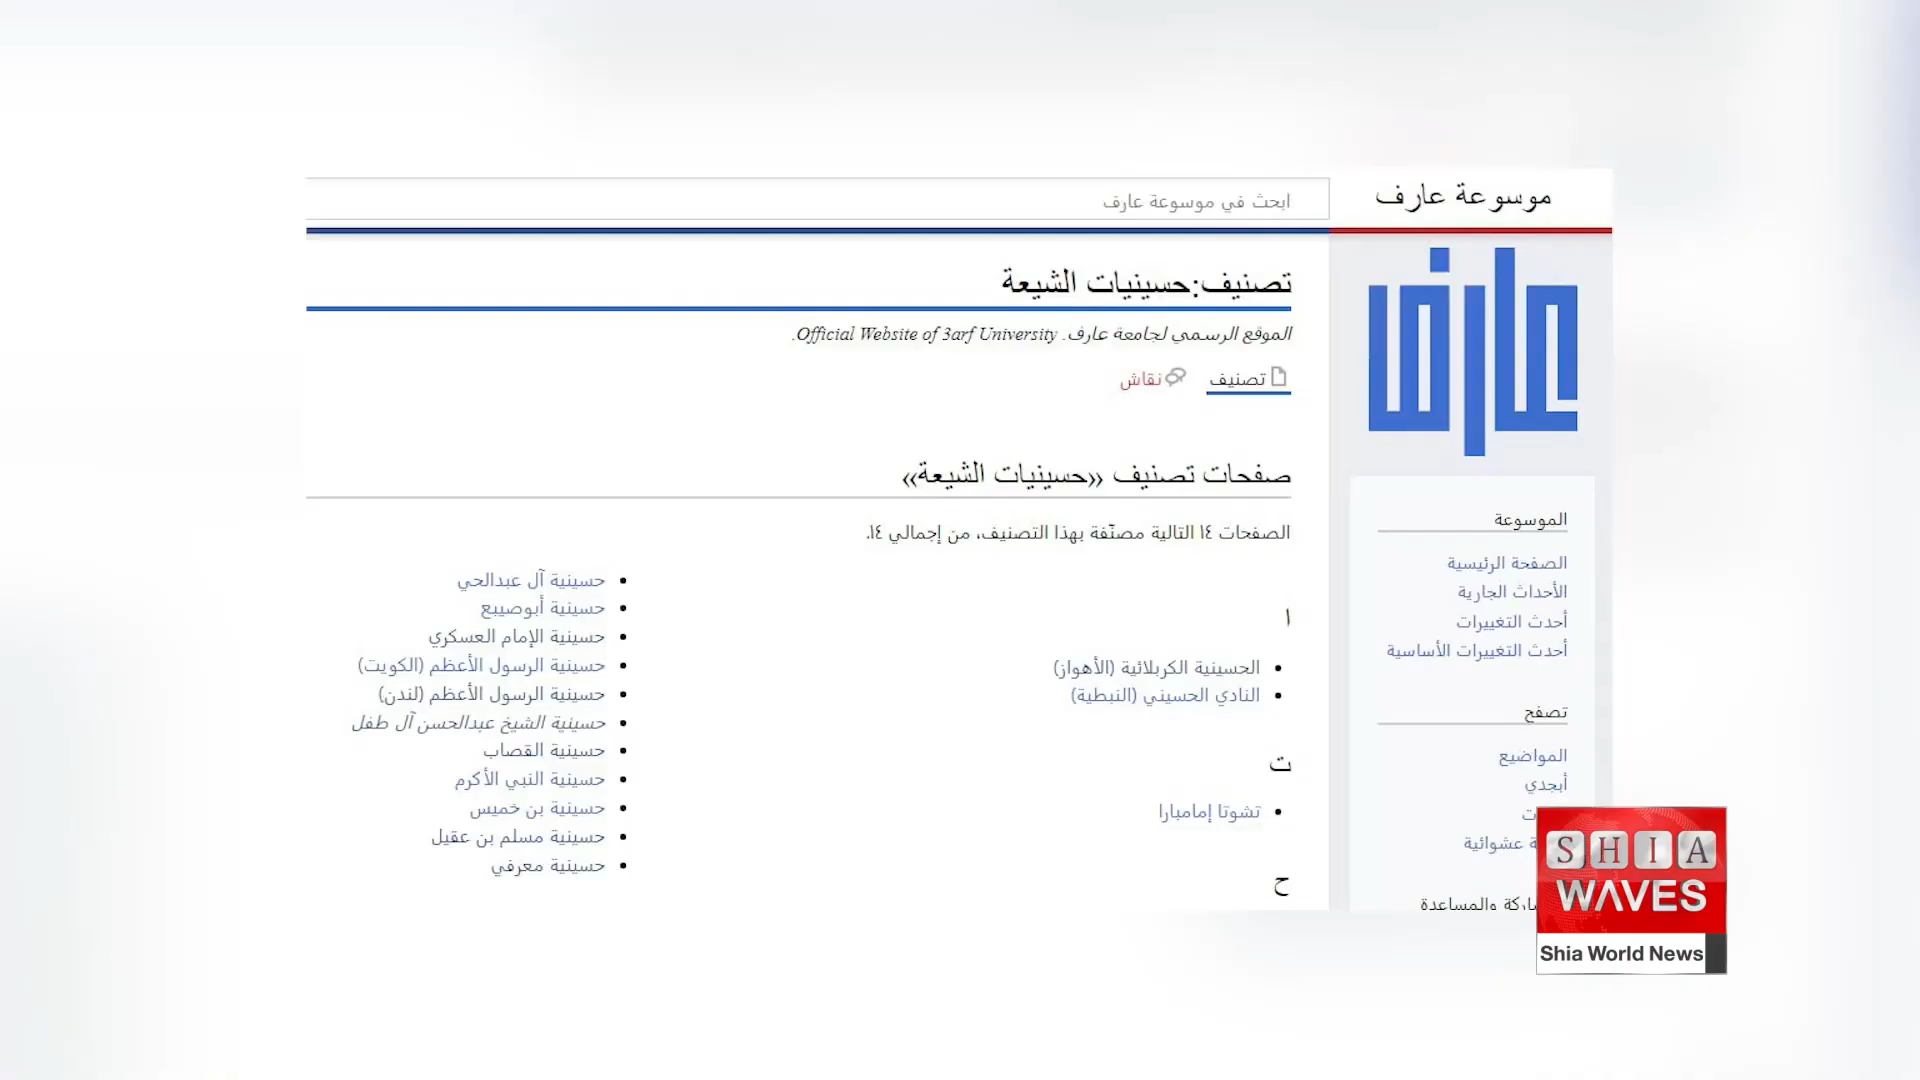 موسوعة عارف
ابحث في موسوعة عارف
عارف
تصنيف:حسينيات الشيعة
الموقع الرسمي لجامعة عارف. Official Website of 3arf University.
تصنيف
نقاش
صفحات تصنيف «حسينيات الشيعة»
الصفحات ١٤ التالية مصنّفة بهذا التصنيف، من إجمالي ١٤.
ا
الحسينية الكربلائية (الأهواز)
النادي الحسيني (النبطية)
ت
تشوتا إمامبارا
ح
حسينية آل عبدالحي
حسينية أبوصيبع
حسينية الإمام العسكري
حسينية الرسول الأعظم (الكويت)
حسينية الرسول الأعظم (لندن)
حسينية الشيخ عبدالحسن آل طفل
حسينية القصاب
حسينية النبي الأكرم
حسينية بن خميس
حسينية مسلم بن عقيل
حسينية معرفي
الموسوعة
الصفحة الرئيسية
الأحداث الجارية
أحدث التغييرات
أحدث التغييرات الأساسية
تصفح
المواضيع
أبجدي
عشوائية
والمساعدة
SHIA
WAVES
Shia World News